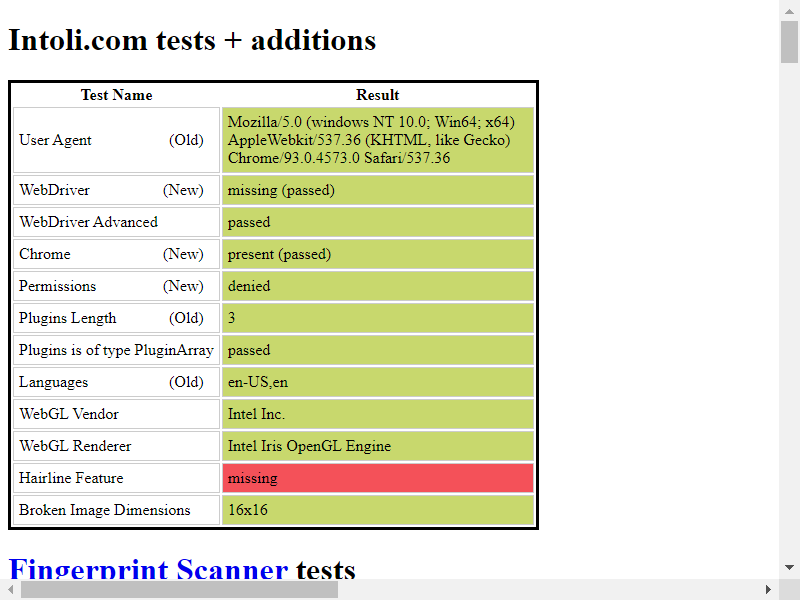 Intoli.com tests + additions
Test Name Result
User Agent (Old) Mozilla/5.0 (windows NT 10.0; Win64; x64)
AppleWebkit/537.36 (KHTML, like Gecko)
Chrome/93.0.4573.0 Safari/537.36
WebDriver (New) missing (passed)
WebDriver Advanced passed
Chrome (New) present (passed)
Permissions (New) denied
Plugins Length (Old) 3
Plugins is of type PluginArray passed
Languages (Old) en-US,en
WebGL Vendor Intel Inc.
WebGL Renderer Intel Iris OpenGL Engine
Hairline Feature missing
Broken Image Dimensions 16x16
Fingerprint Scanner tests